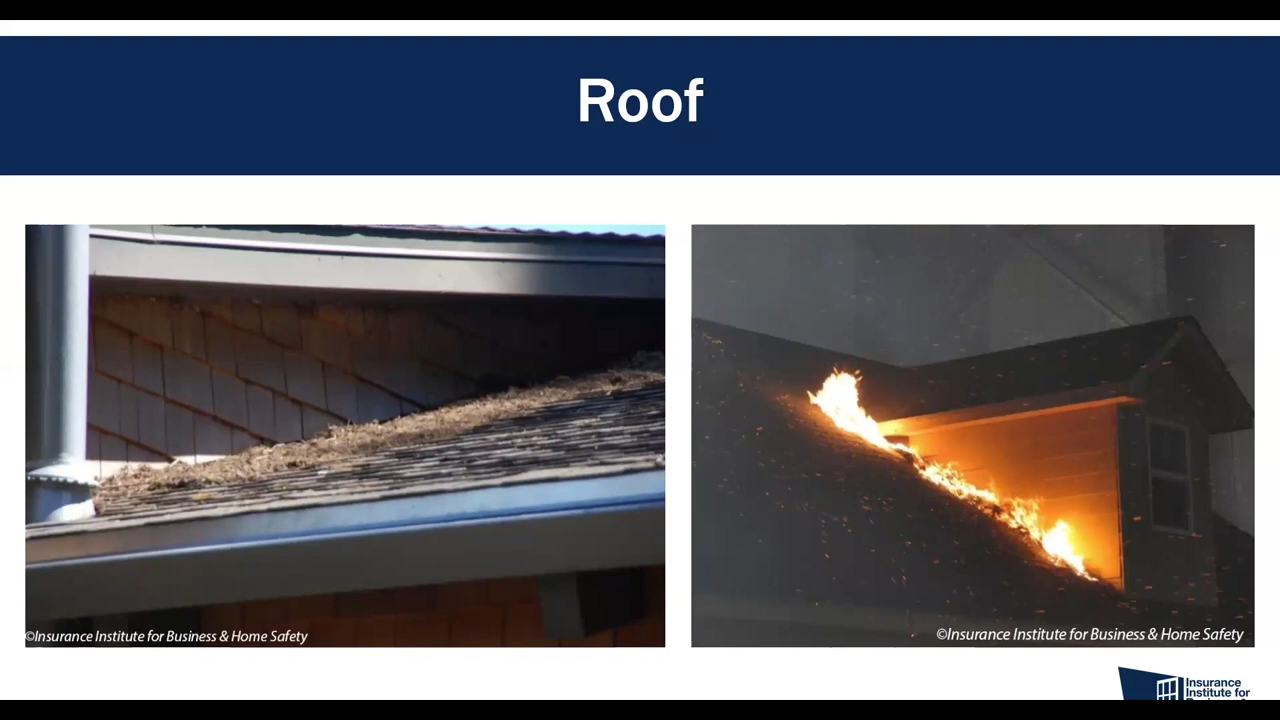 Roof
©Insurance Institute for Business & Home Safety
©Insurance Institute for Business & Home Safety
Insurance
Institute for